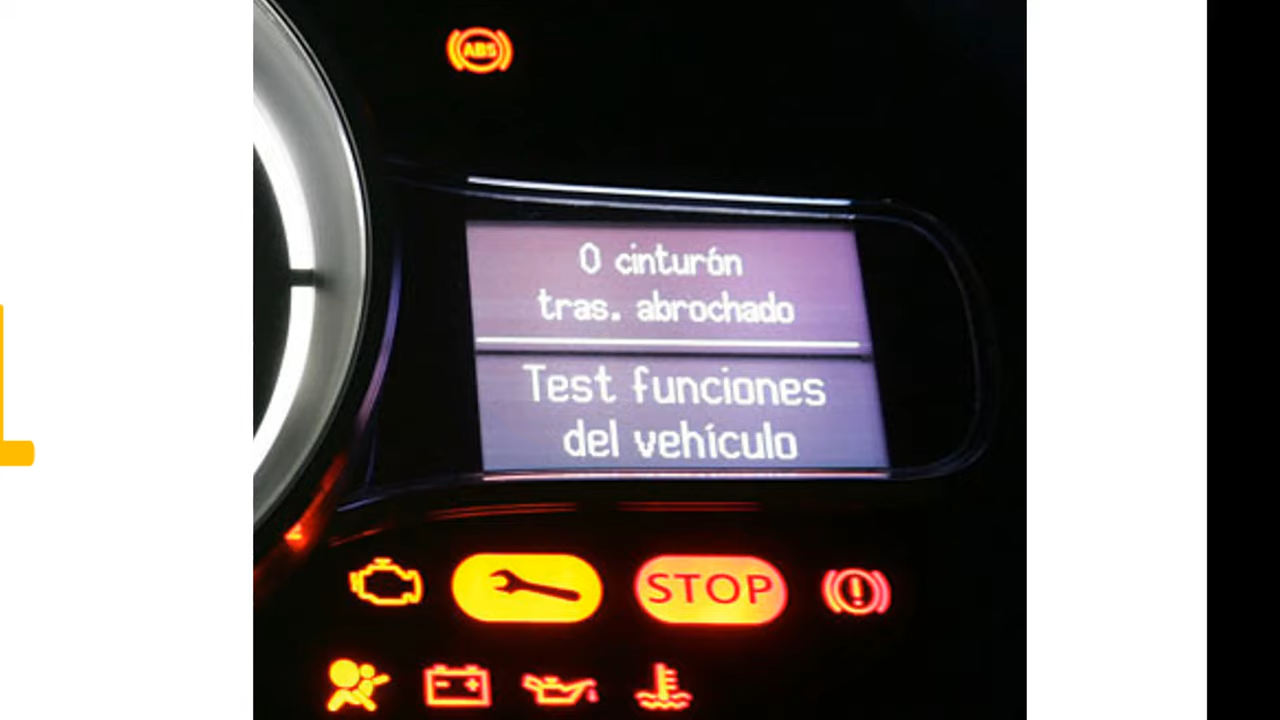 ABS
0 cinturón
tras. abrochado
Test funciones
del vehículo
STOP